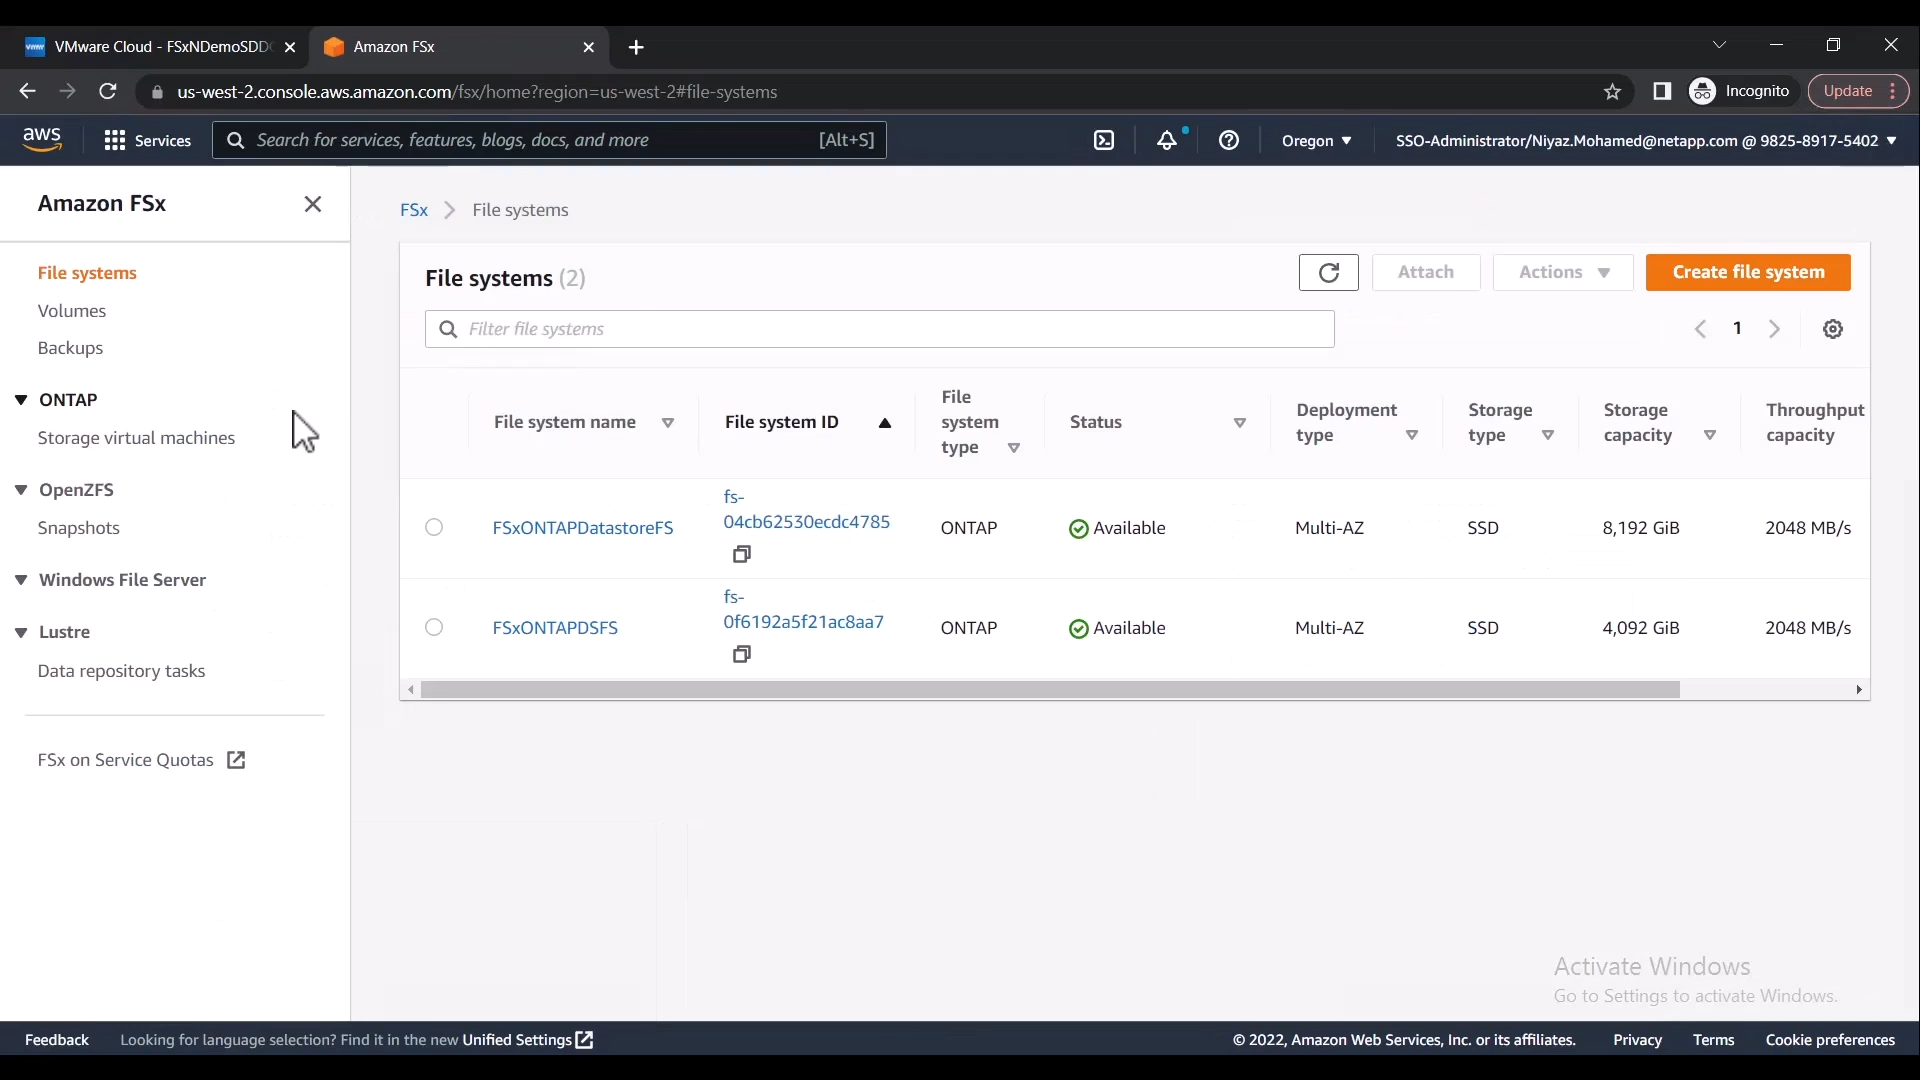 VMware Cloud - FSxNDemoSDD
Amazon FSx
us-west-2.console.aws.amazon.com/fsx/home?region=us-west-2#file-systems
Incognito
Update
aws
Services
Search for services, features, blogs, docs, and more
[Alt+S]
Oregon
SSO-Administrator/Niyaz.Mohamed@netapp.com @ 9825-8917-5402
Amazon FSx
File systems
Volumes
Backups
ONTAP
Storage virtual machines
OpenZFS
Snapshots
Windows File Server
Lustre
Data repository tasks
FSx on Service Quotas
FSx
File systems
File systems (2)
Attach
Actions
Create file system
Filter file systems
1
File system name
File system ID
File
system
type
Status
Deployment
type
Storage
type
Storage
capacity
Throughput
capacity
FSxONTAPDatastoreFS
fs-
04cb62530ecdc4785
ONTAP
Available
Multi-AZ
SSD
8,192 GiB
2048 MB/s
FSxONTAPDSFS
fs-
0f6192a5f21ac8aa7
ONTAP
Available
Multi-AZ
SSD
4,092 GiB
2048 MB/s
Activate Windows
Go to Settings to activate Windows.
Feedback
Looking for language selection? Find it in the new Unified Settings
© 2022, Amazon Web Services, Inc. or its affiliates.
Privacy
Terms
Cookie preferences